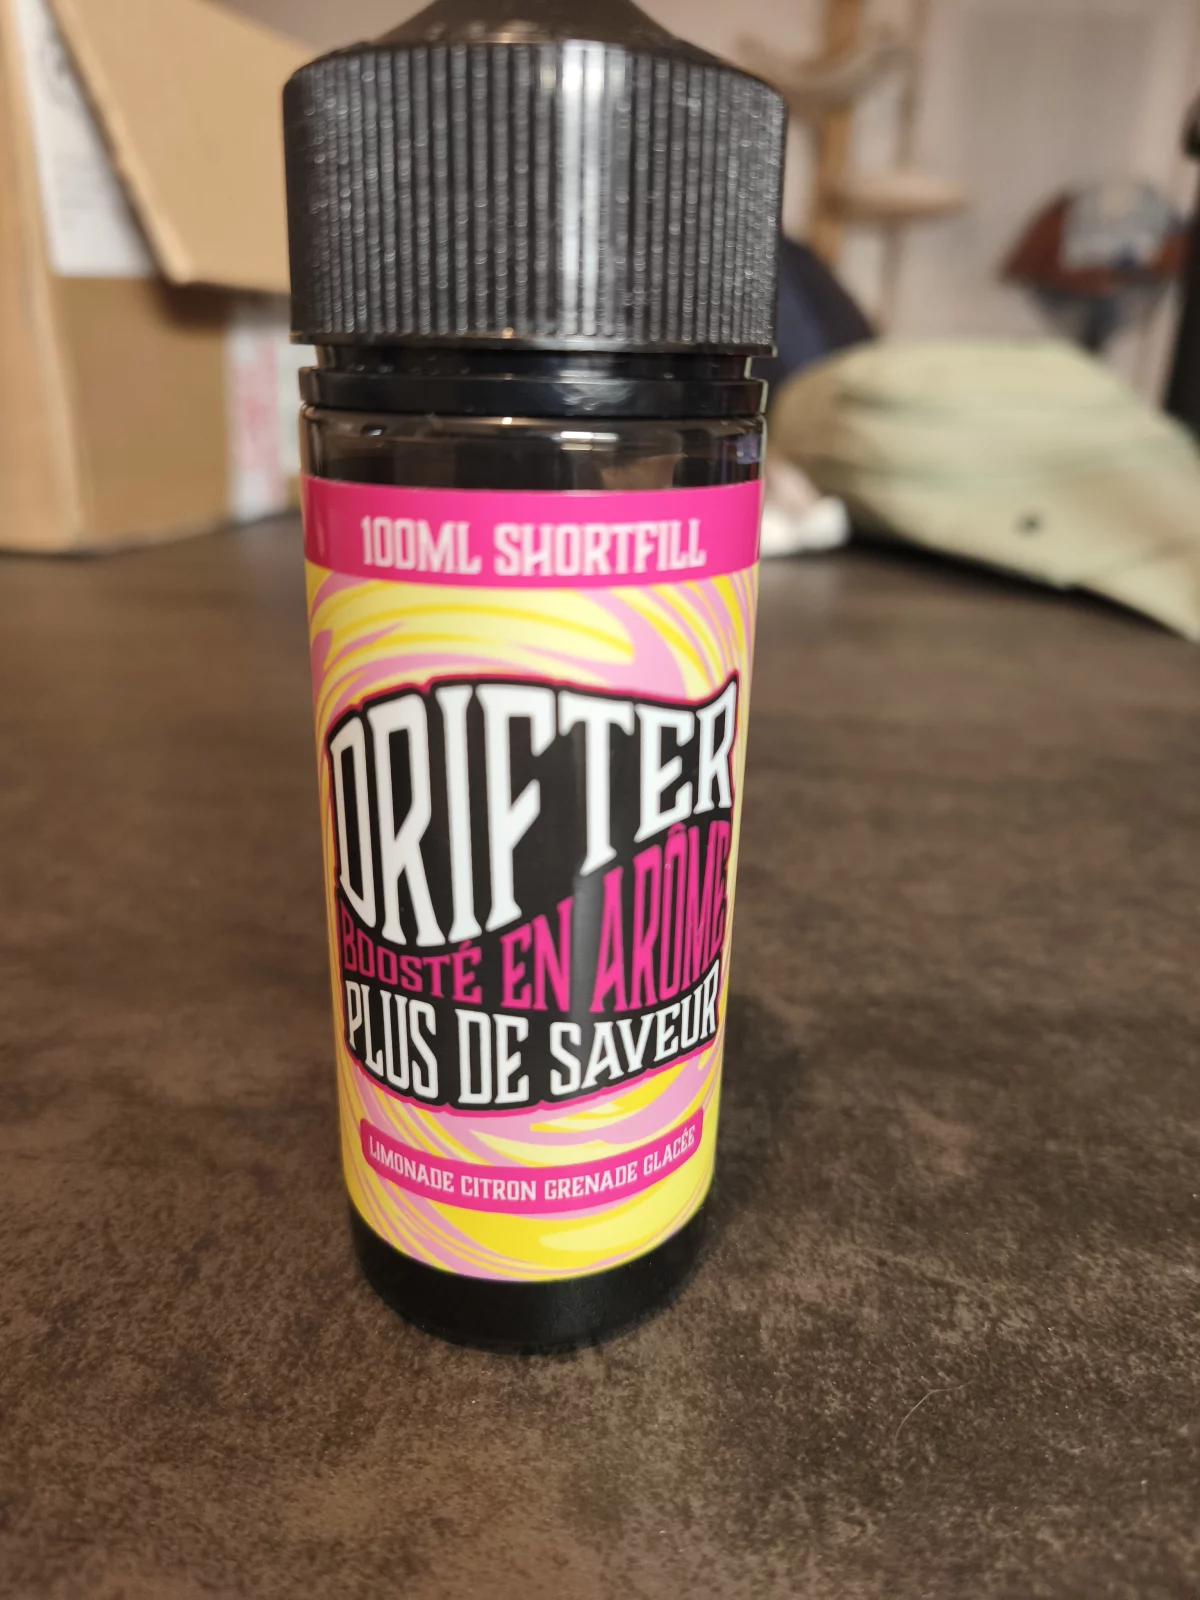 100ML SHORTFILL
DRIFTER
BOOSTÉ EN ARÔME
PLUS DE SAVEUR
LIMONADE CITRON GRENADE GLACÉE